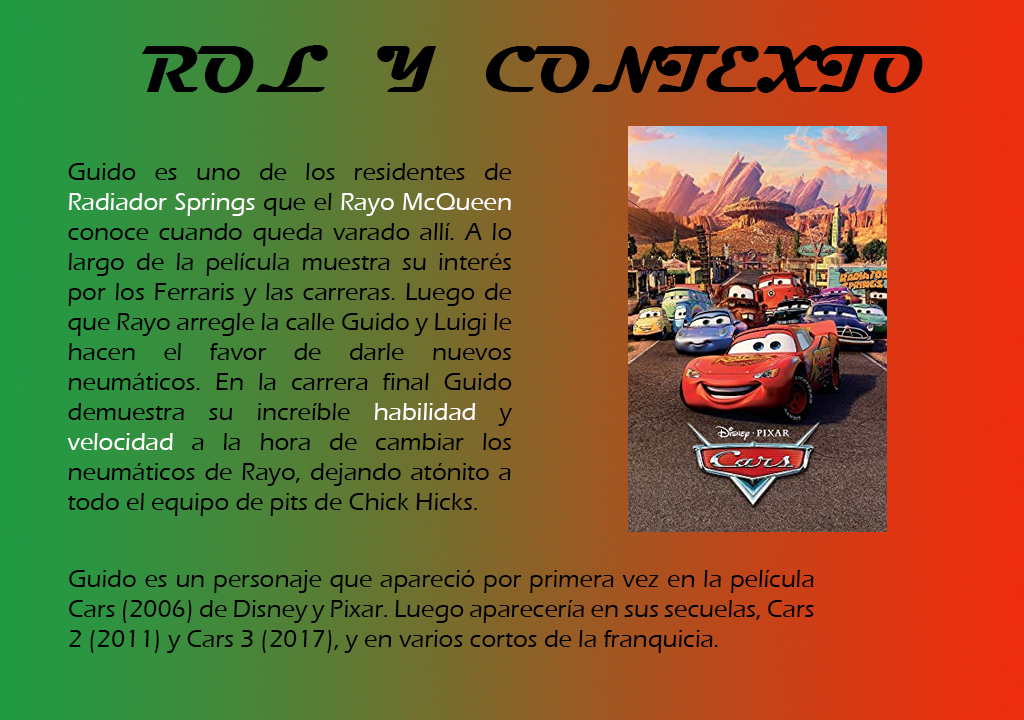 ROL Y CONTEXTO
Guido es uno de los residentes de
Radiador Springs que el Rayo McQueen
conoce cuando queda varado allí. A lo
largo de la película muestra su interés
por los Ferraris y las carreras. Luego de
que Rayo arregle la calle Guido y Luigi le
hacen el favor de darle nuevos
neumáticos. En la carrera final Guido
demuestra su increíble habilidad y
velocidad a la hora de cambiar los
neumáticos de Rayo, dejando atónito a
todo el equipo de pits de Chick Hicks.
RADIATOR
SPRINGS
Disney · PIXAR
Cars
Guido es un personaje que apareció por primera vez en la película
Cars (2006) de Disney y Pixar. Luego aparecería en sus secuelas, Cars
2 (2011) y Cars 3 (2017), y en varios cortos de la franquicia.